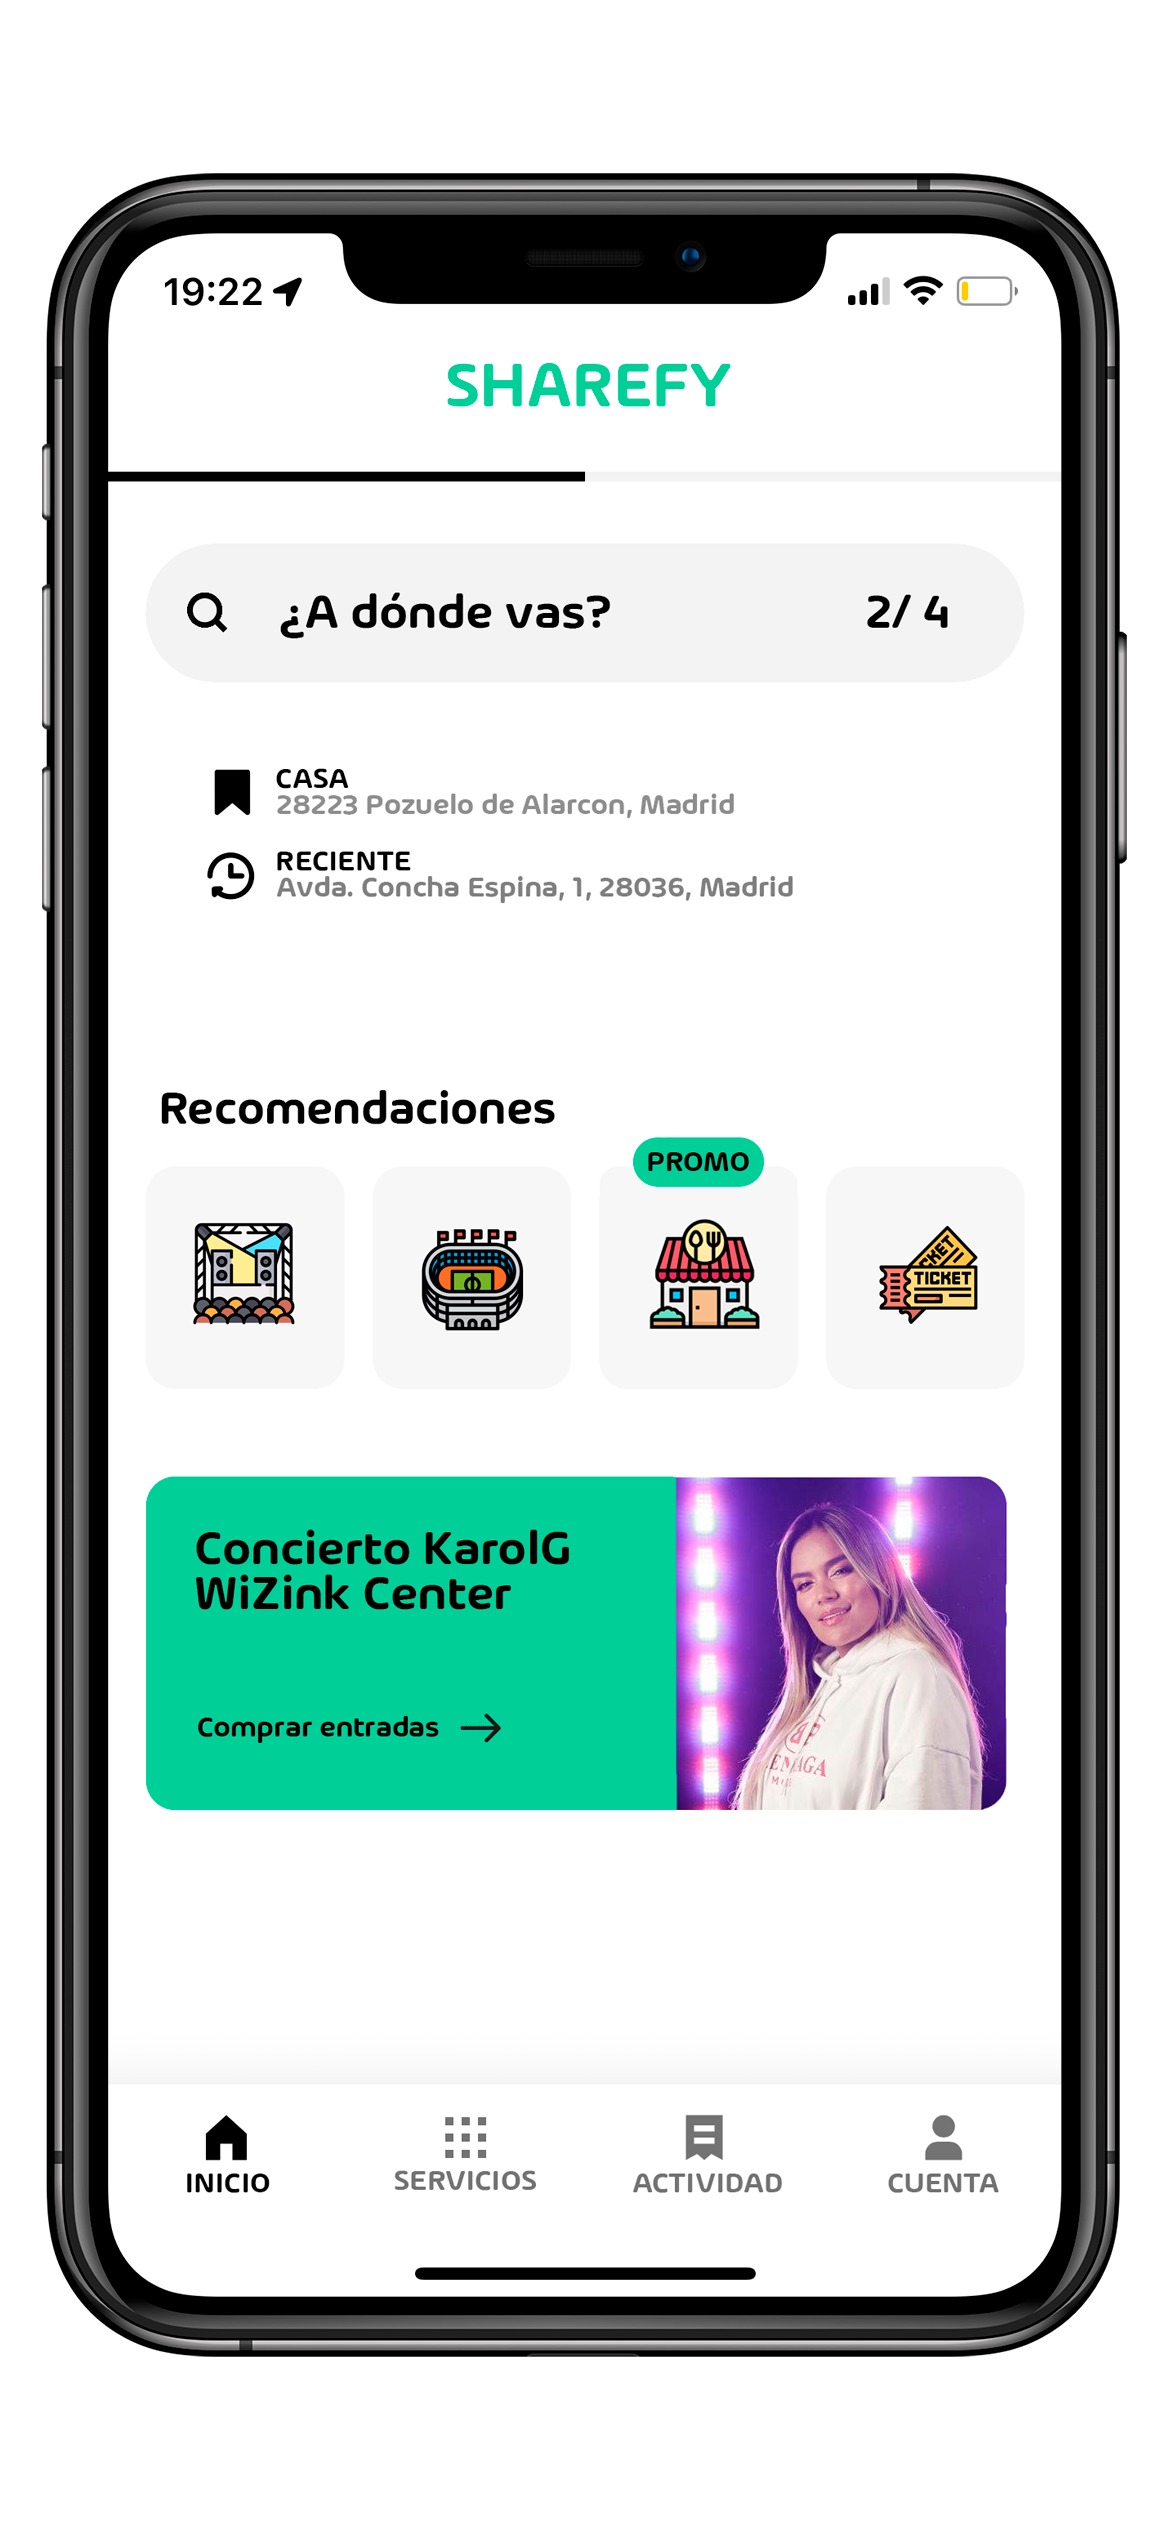 19:22
SHAREFY
¿A dónde vas? 2/ 4
CASA
28223 Pozuelo de Alarcon, Madrid
RECIENTE
Avda. Concha Espina, 1, 28036, Madrid
Recomendaciones
PROMO
TICKET
Concierto KarolG
WiZink Center
Comprar entradas
INICIO
SERVICIOS
ACTIVIDAD
CUENTA